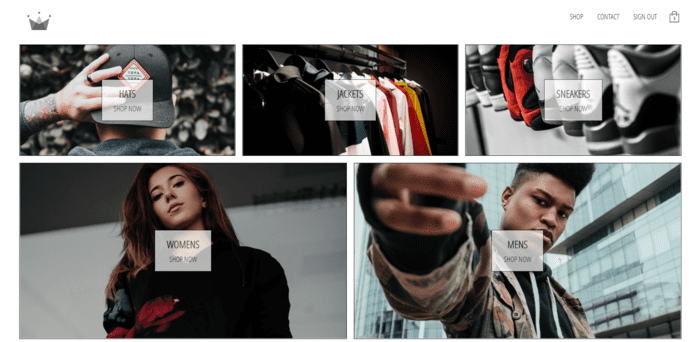 SHOP CONTACT SIGN OUT
HATS
SHOP NOW
JACKETS
SHOP NOW
SNEAKERS
SHOP NOW
WOMENS
SHOP NOW
MENS
SHOP NOW